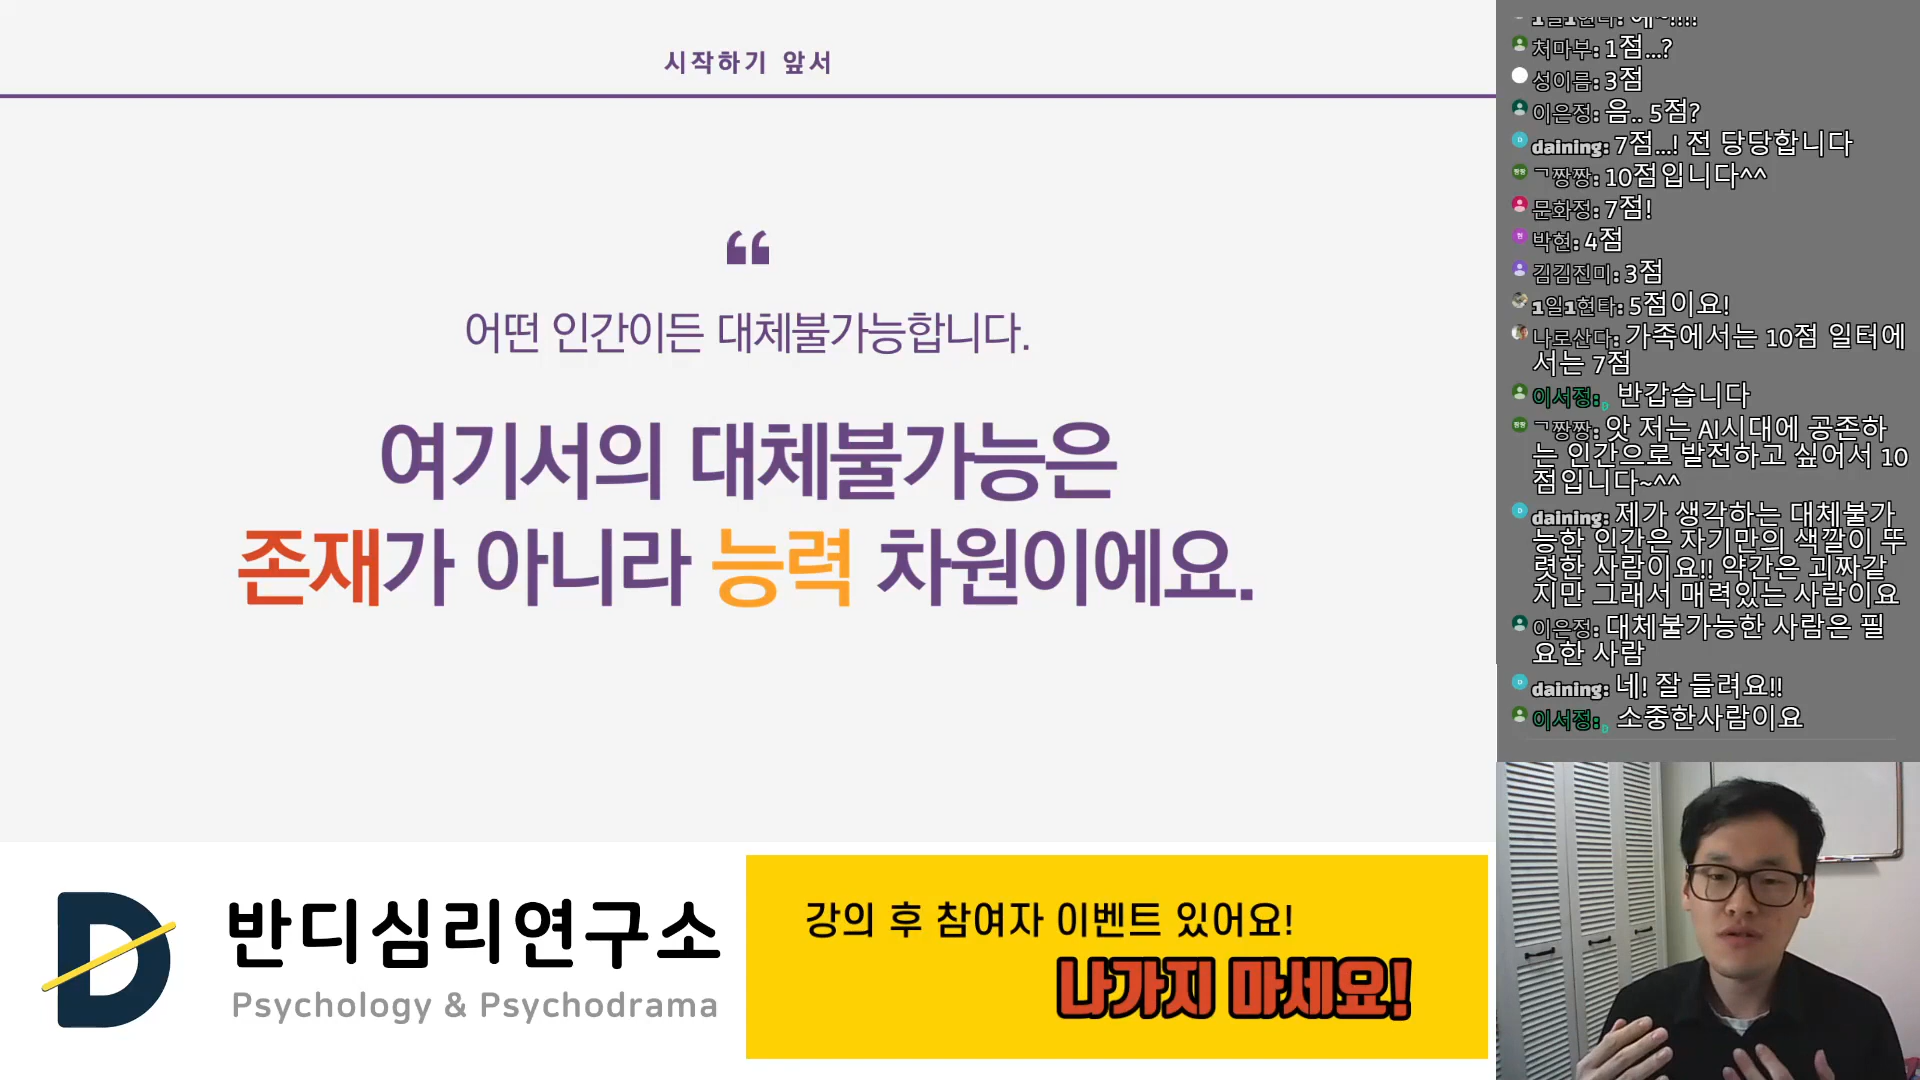 시작하기 앞서
“
어떤 인간이든 대체불가능합니다.
여기서의 대체불가능은
존재가 아니라 능력 차원이에요.
반디심리연구소
Psychology & Psychodrama
강의 후 참여자 이벤트 있어요!
나가지 마세요!
1일1현타: 예~!!!!
처마부: 1점...?
성이름: 3점
이은정: 음.. 5점?
daining: 7점...! 전 당당합니다
ㄱ짱짱: 10점입니다^^
문화정: 7점!
박현: 4점
김김진미: 3점
1일1현타: 5점이요!
나로산다: 가족에서는 10점 일터에
서는 7점
이서정: 반갑습니다
ㄱ짱짱: 앗 저는 AI시대에 공존하
는 인간으로 발전하고 싶어서 10
점입니다~^^
daining: 제가 생각하는 대체불가
능한 인간은 자기만의 색깔이 뚜
렷한 사람이요!! 약간은 괴짜같
지만 그래서 매력있는 사람이요
이은정: 대체불가능한 사람은 필
요한 사람
daining: 네! 잘 들려요!!
이서정: 소중한사람이요